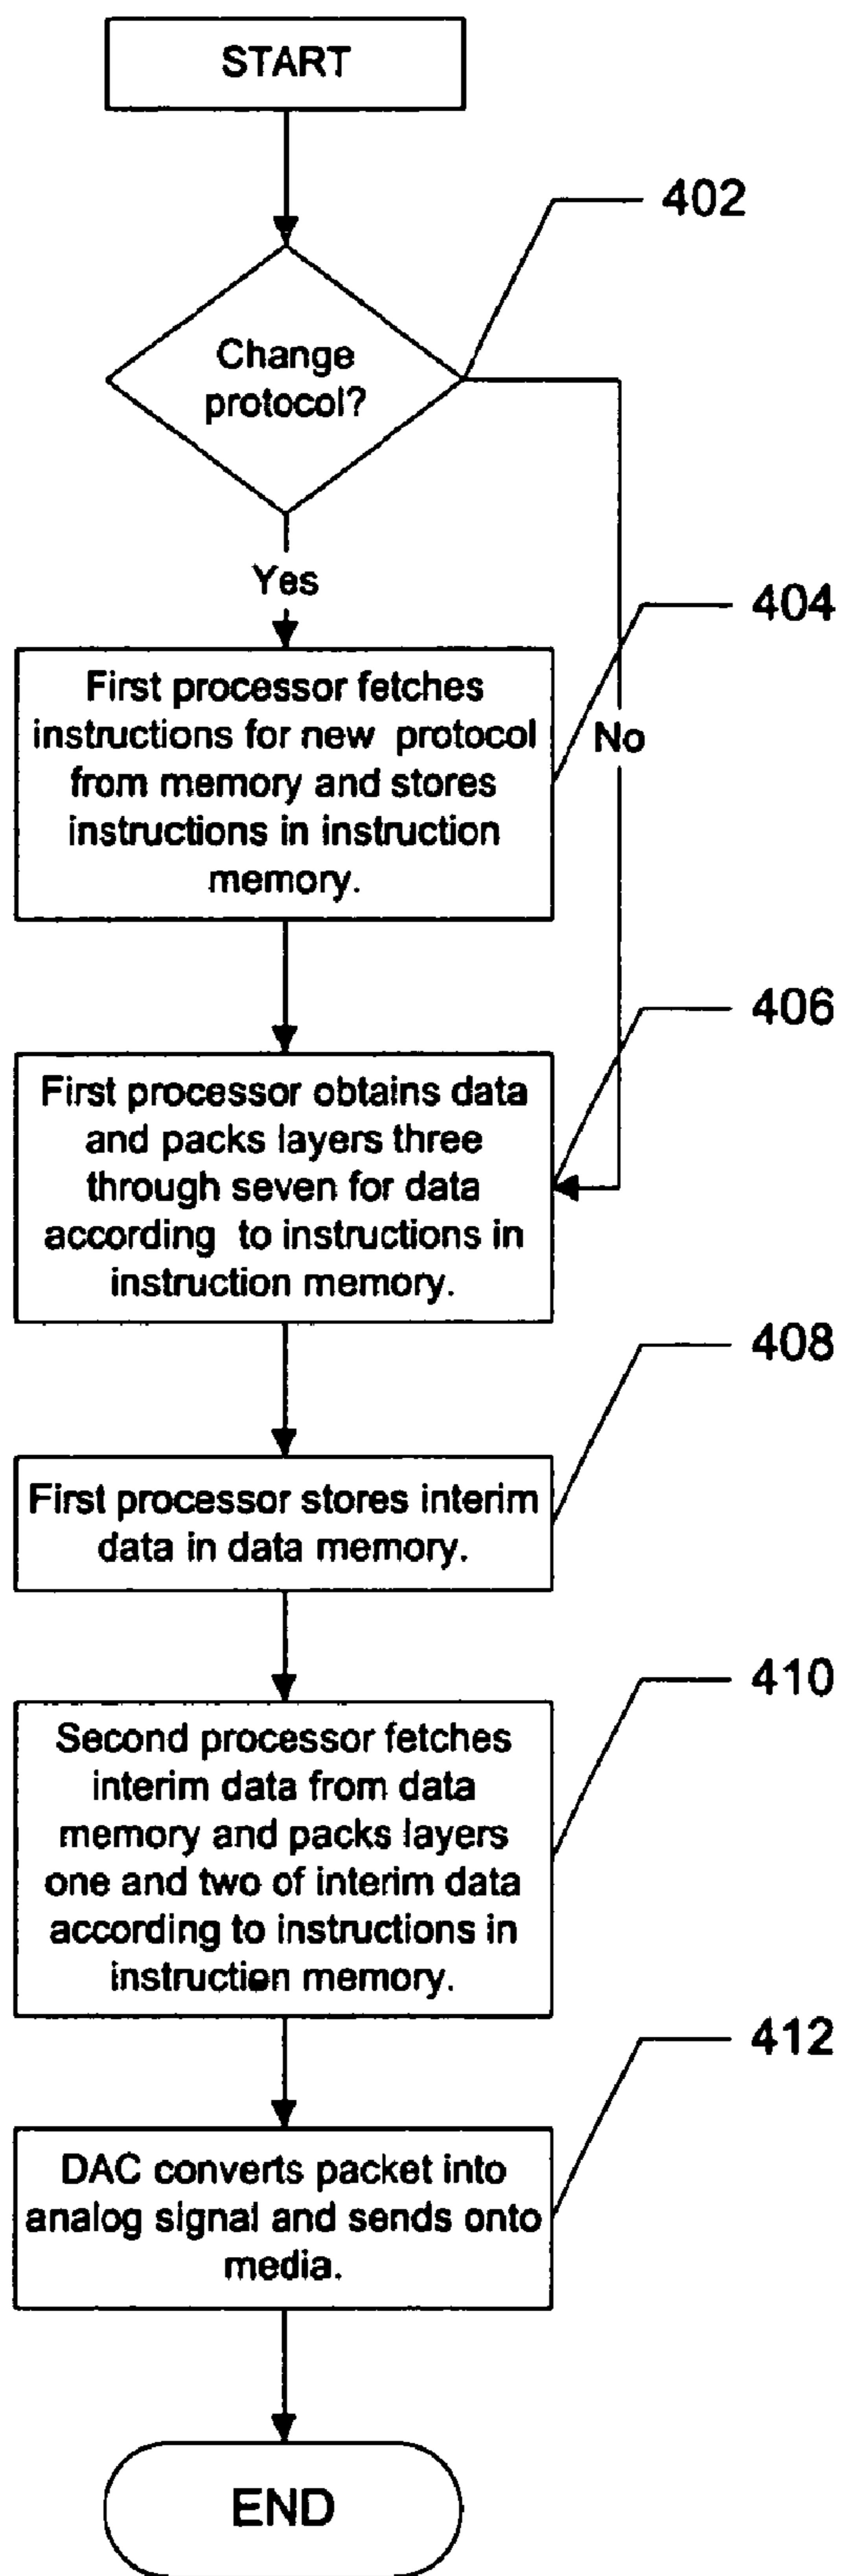 START
402
Change
protocol?
Yes
404
First processor fetches
instructions for new protocol
from memory and stores
instructions in instruction
memory.
No
406
First processor obtains data
and packs layers three
through seven for data
according to instructions in
instruction memory.
408
First processor stores interim
data in data memory.
410
Second processor fetches
interim data from data
memory and packs layers
one and two of interim data
according to instructions in
instruction memory.
412
DAC converts packet into
analog signal and sends onto
media.
END